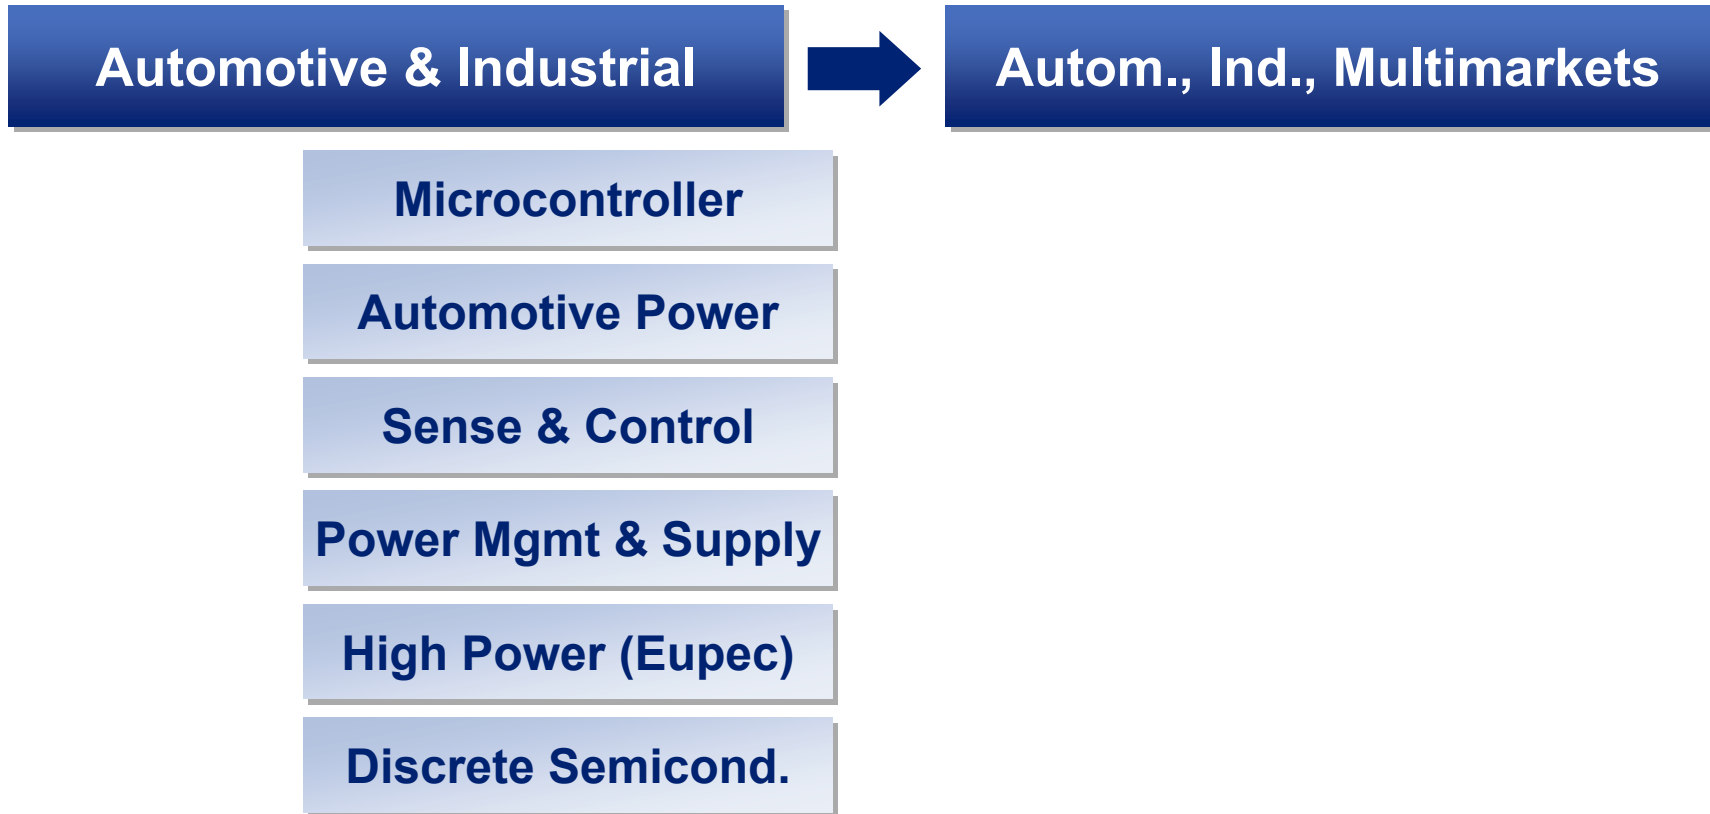 Automotive & Industrial
Autom., Ind., Multimarkets
Microcontroller
Automotive Power
Sense & Control
Power Mgmt & Supply
High Power (Eupec)
Discrete Semicond.